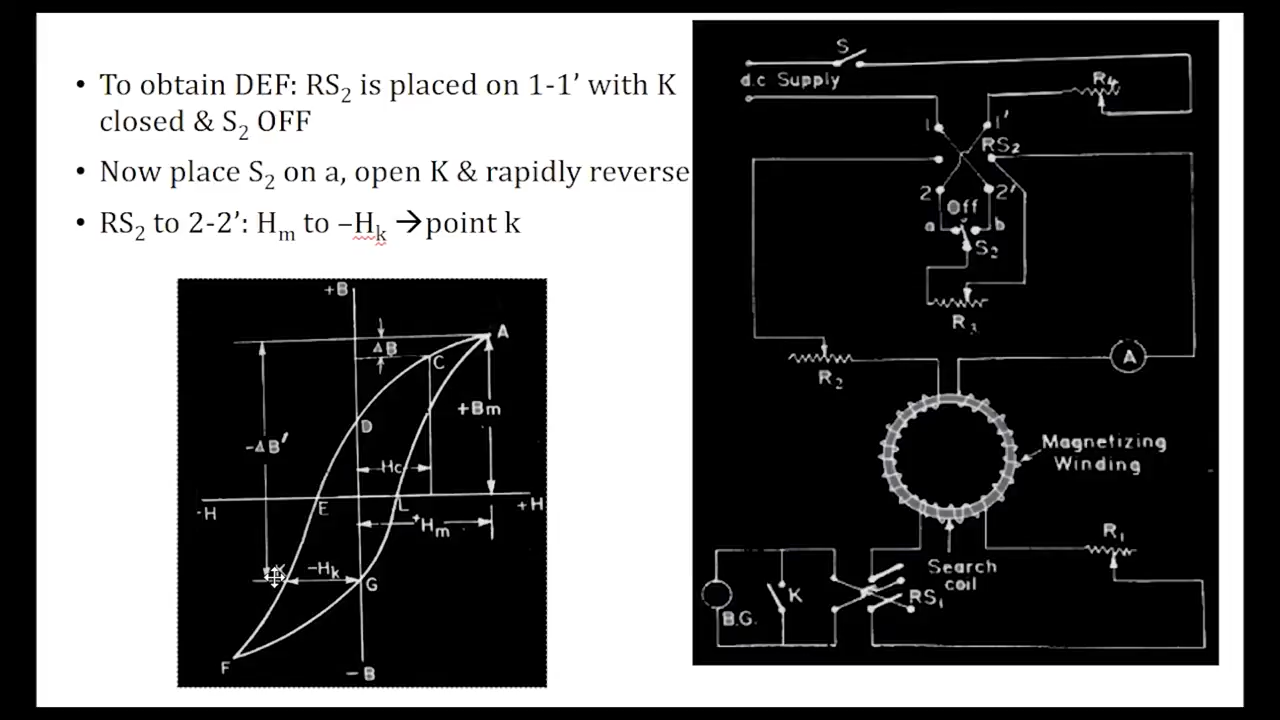 • To obtain DEF: RS₂ is placed on 1-1’ with K
closed & S₂ OFF
• Now place S₂ on a, open K & rapidly reverse
• RS₂ to 2-2’: Hₘ to –Hₖ →point k
+B
A
ΔB
C
+Bm
D
-ΔB'
Hc
-H
E
L
+H
+Hm
K
-Hk
G
F
-B
S
d.c Supply
R4
1
1'
RS2
2
2'
Off
a
b
S2
R3
R2
A
Magnetizing
Winding
R1
Search
coil
K
RS1
B.G.